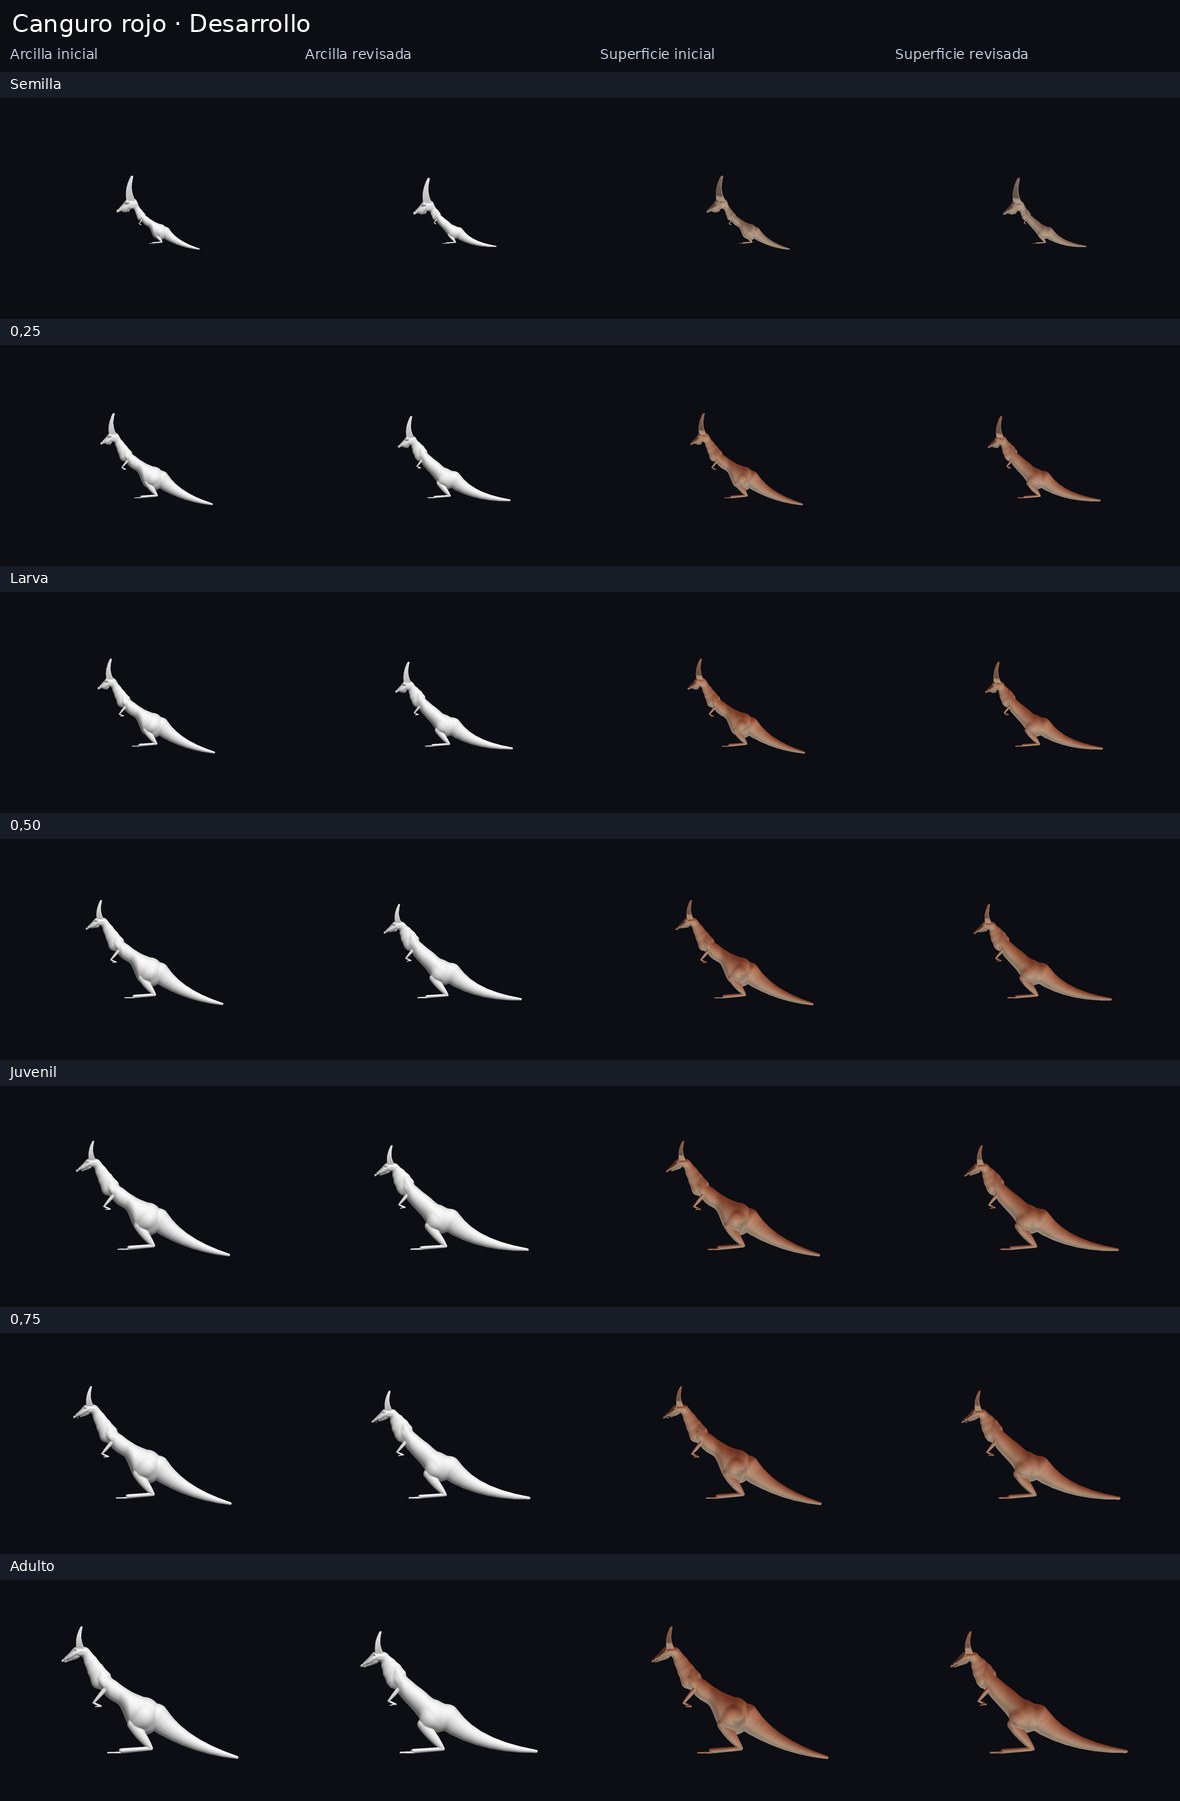 Canguro rojo · Desarrollo
Arcilla inicial Arcilla revisada Superficie inicial Superficie revisada
Semilla
0,25
Larva
0,50
Juvenil
0,75
Adulto